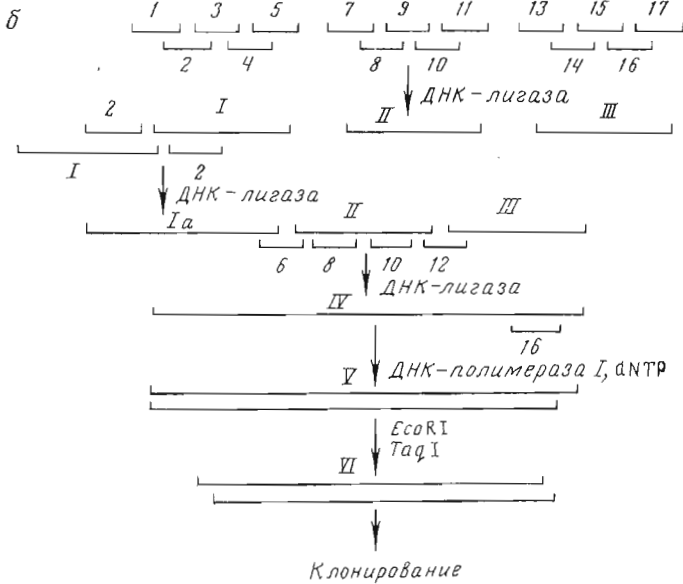 б
1 3 5 7 9 11 13 15 17
2 4 8 10 14 16
ДНК-лигаза
2 I II III
I 2
ДНК-лигаза
Iа II III
6 8 10 12
ДНК-лигаза
IV
16
V ДНК-полимераза I, dNTP
EcoRI
TaqI
VI
Клонирование